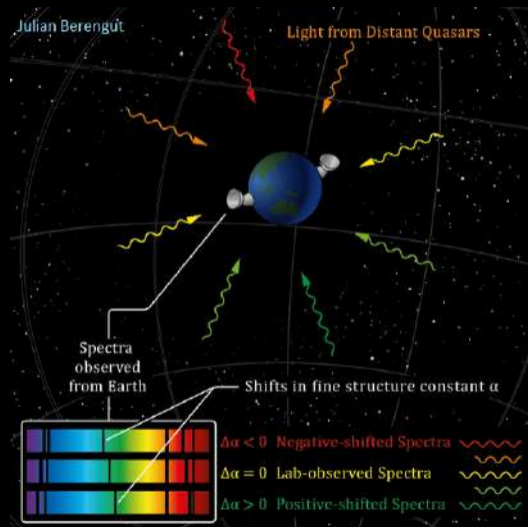 Julian Berengut
Light from Distant Quasars
Spectra
observed
from Earth
Shifts in fine structure constant α
Δα < 0 Negative-shifted Spectra
Δα = 0 Lab-observed Spectra
Δα > 0 Positive-shifted Spectra